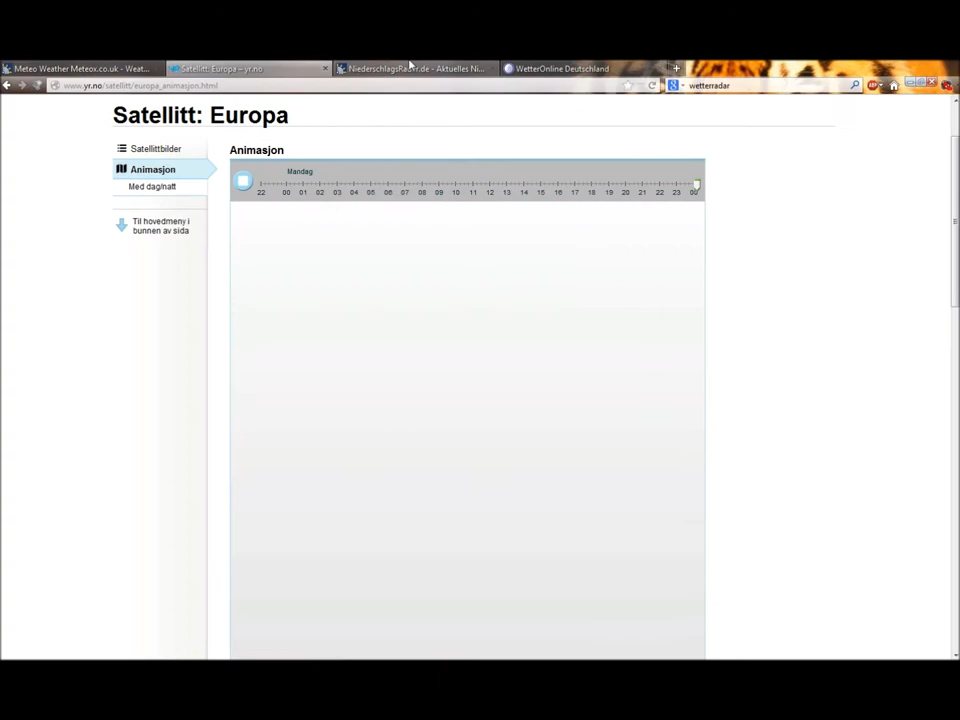 Meteo Weather Meteox.co.uk - Weat...
Satellitt: Europa – yr.no
NiederschlagsRadar.de - Aktuelles Ni...
WetterOnline Deutschland
www.yr.no/satellitt/europa_animasjon.html
wetterradar
Satellitt: Europa
Satellittbilder
Animasjon
Med dag/natt
Til hovedmeny i
bunnen av sida
Animasjon
Mandag
22 00 01 02 03 04 05 06 07 08 09 10 11 12 13 14 15 16 17 18 19 20 21 22 23